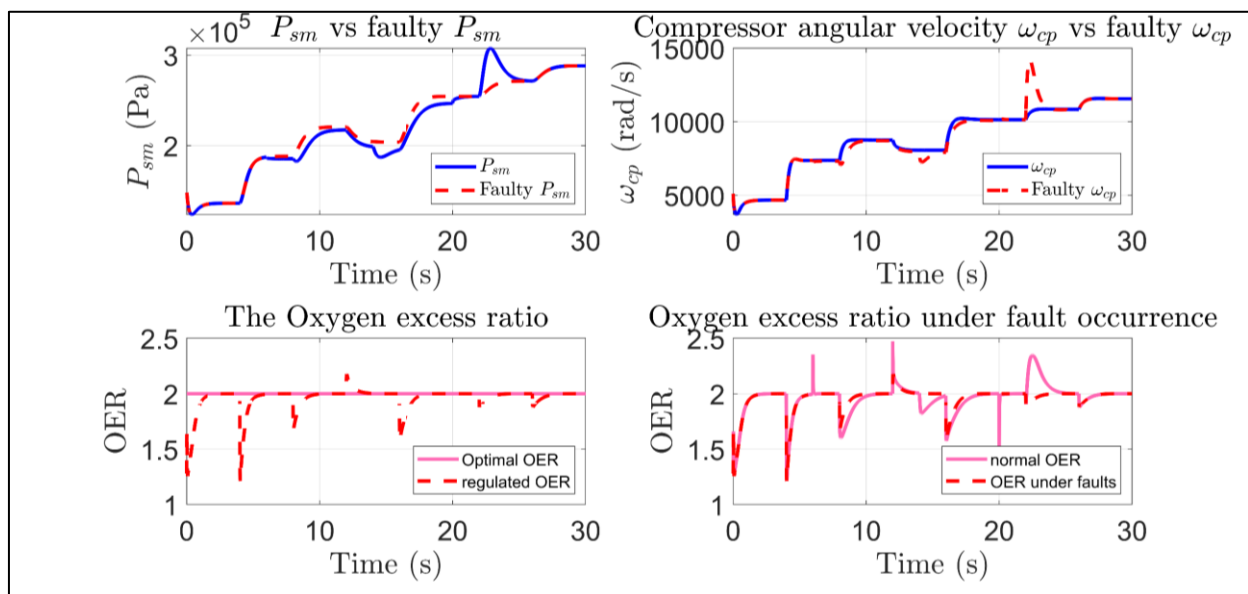 P_sm vs faulty P_sm
×10^5
3
2
P_sm (Pa)
P_sm
Faulty P_sm
0 10 20 30
Time (s)
Compressor angular velocity ω_cp vs faulty ω_cp
15000
10000
5000
ω_cp (rad/s)
ω_cp
Faulty ω_cp
0 10 20 30
Time (s)
The Oxygen excess ratio
2.5
2
1.5
1
OER
Optimal OER
regulated OER
0 10 20 30
Time (s)
Oxygen excess ratio under fault occurrence
2.5
2
1.5
1
OER
normal OER
OER under faults
0 10 20 30
Time (s)